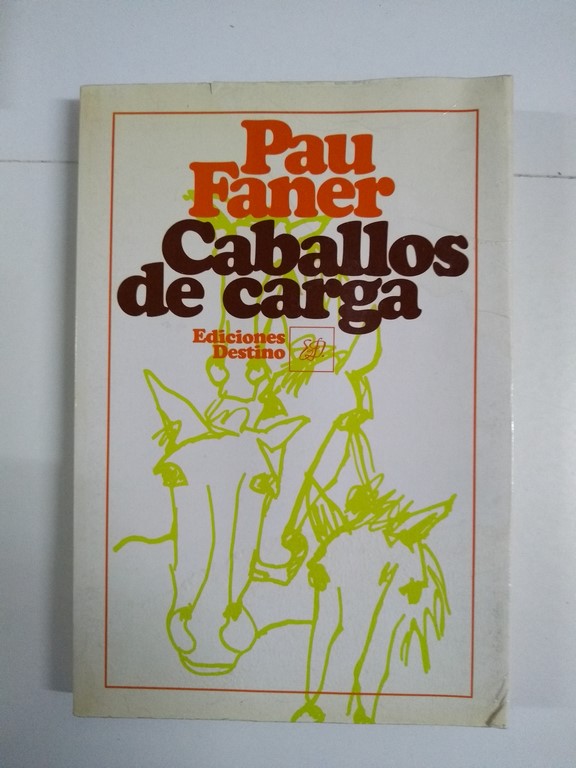 Pau
Faner
Caballos
de carga
Ediciones
Destino